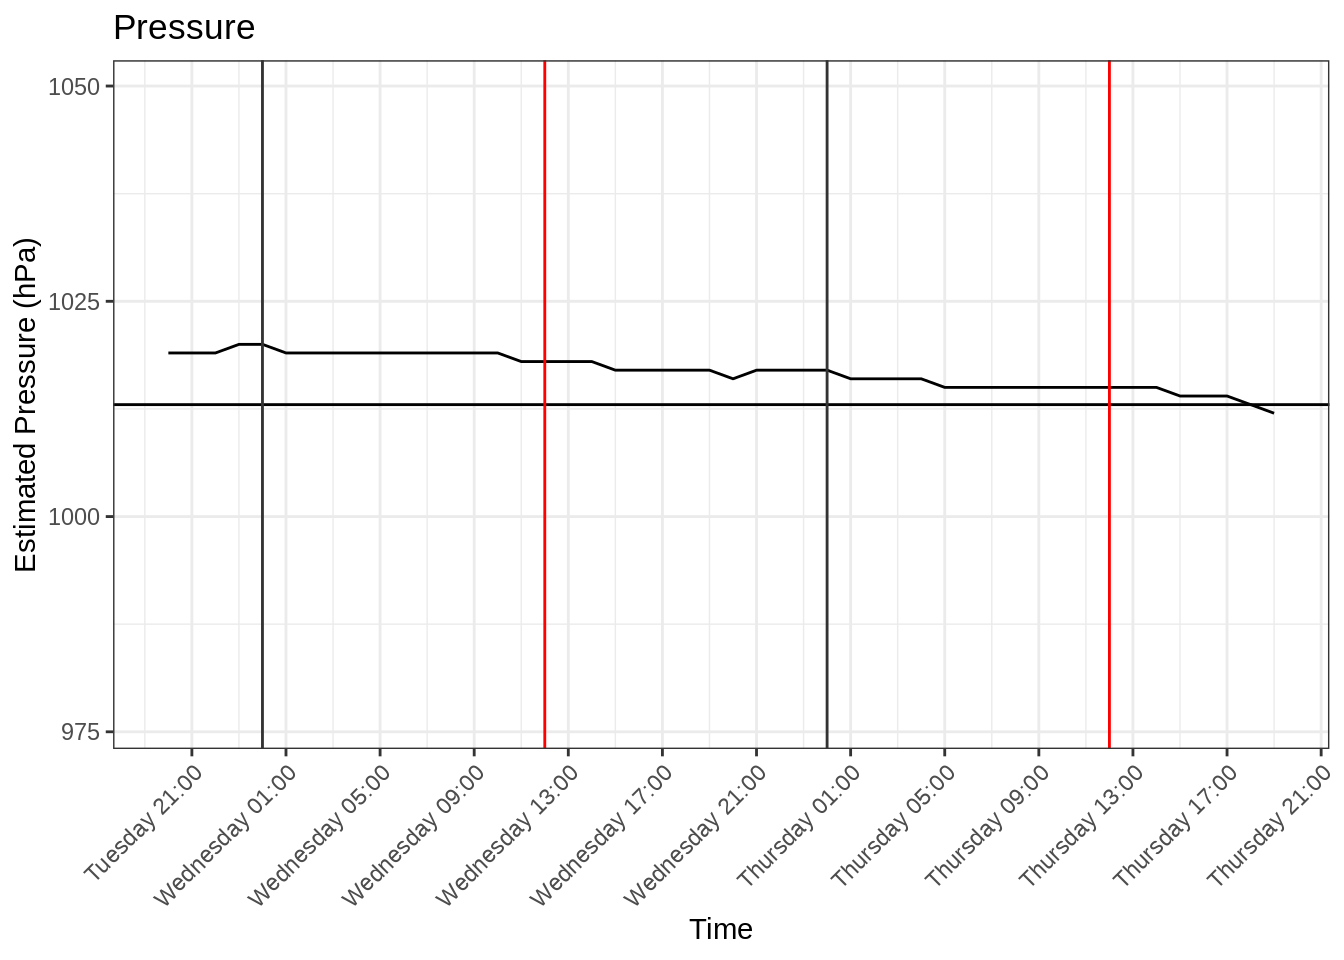 Pressure
Estimated Pressure (hPa)
1050
1025
1000
975
Tuesday 21:00
Wednesday 01:00
Wednesday 05:00
Wednesday 09:00
Wednesday 13:00
Wednesday 17:00
Wednesday 21:00
Thursday 01:00
Thursday 05:00
Thursday 09:00
Thursday 13:00
Thursday 17:00
Thursday 21:00
Time